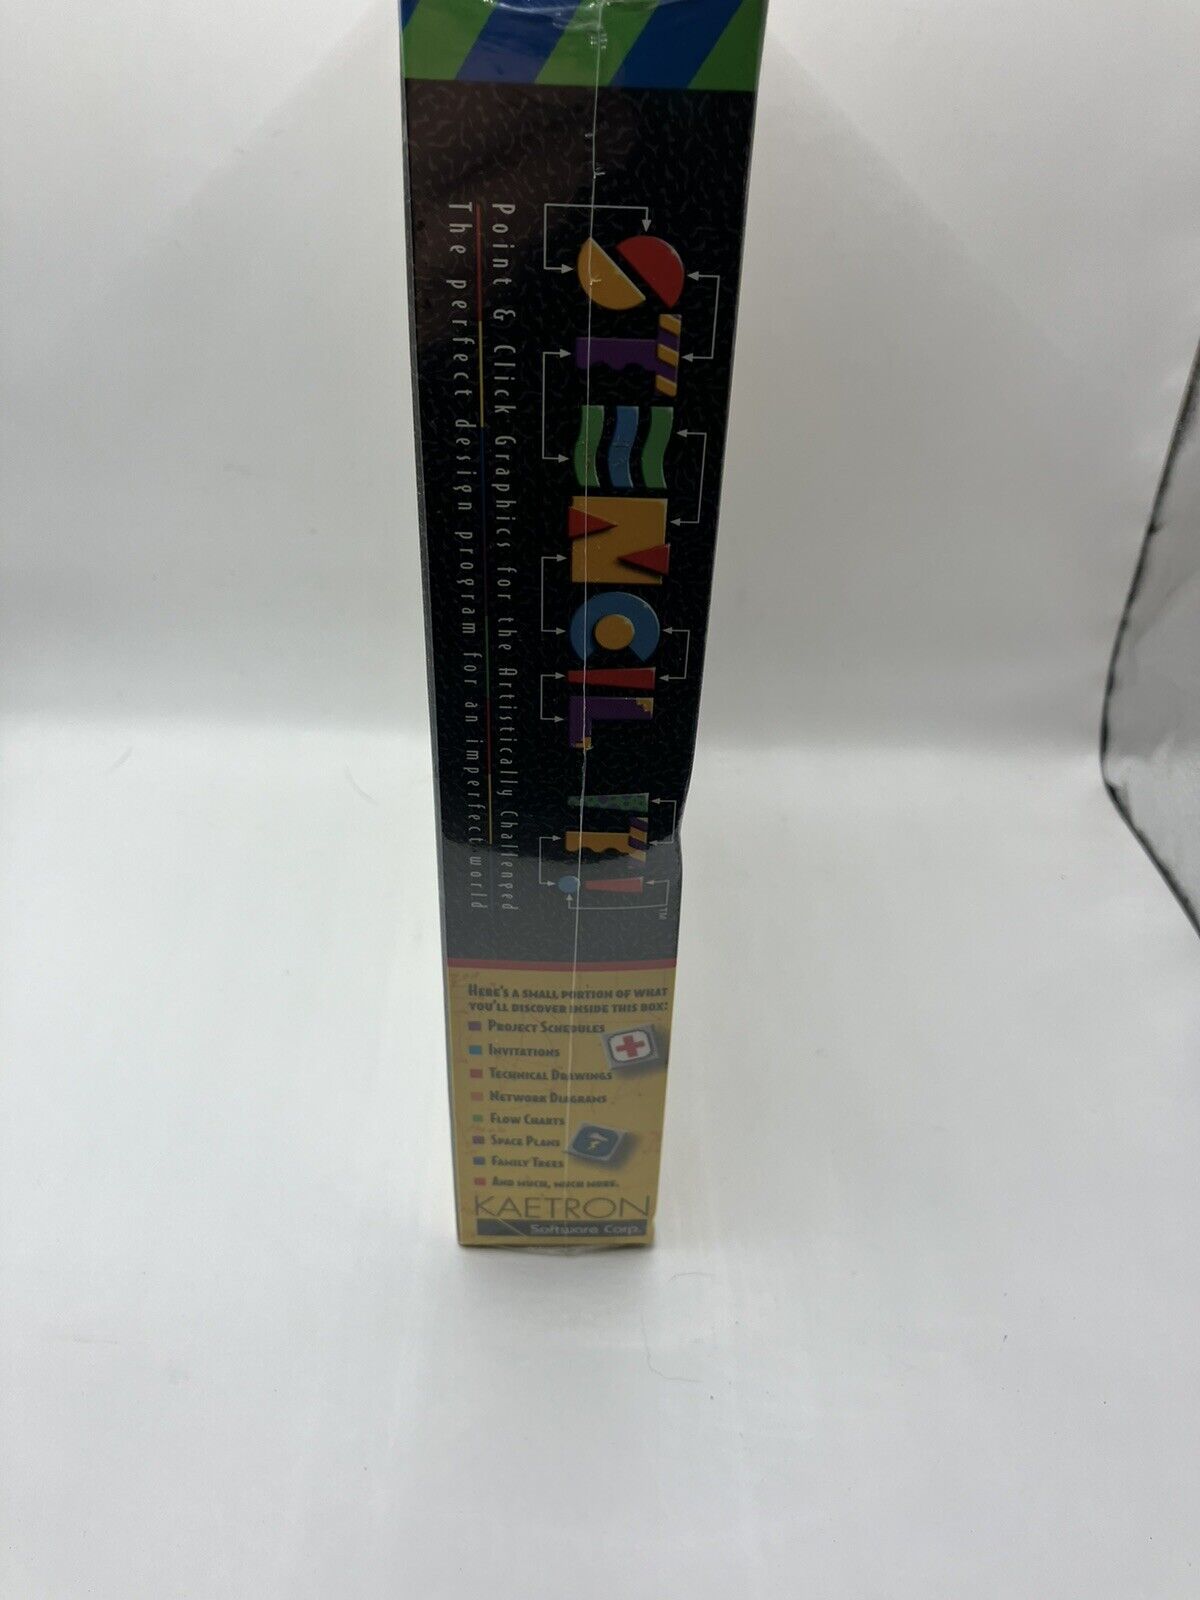 STENCIL IT!™
Point & Click Graphics for the Artistically Challenged
The perfect design program for an imperfect world
HERE'S A SMALL PORTION OF WHAT
YOU'LL DISCOVER INSIDE THIS BOX:
PROJECT SCHEDULES
INVITATIONS
TECHNICAL DRAWINGS
NETWORK DIAGRAMS
FLOW CHARTS
SPACE PLANS
FAMILY TREES
AND MUCH, MUCH MORE.
KAETRON
Software Corp.